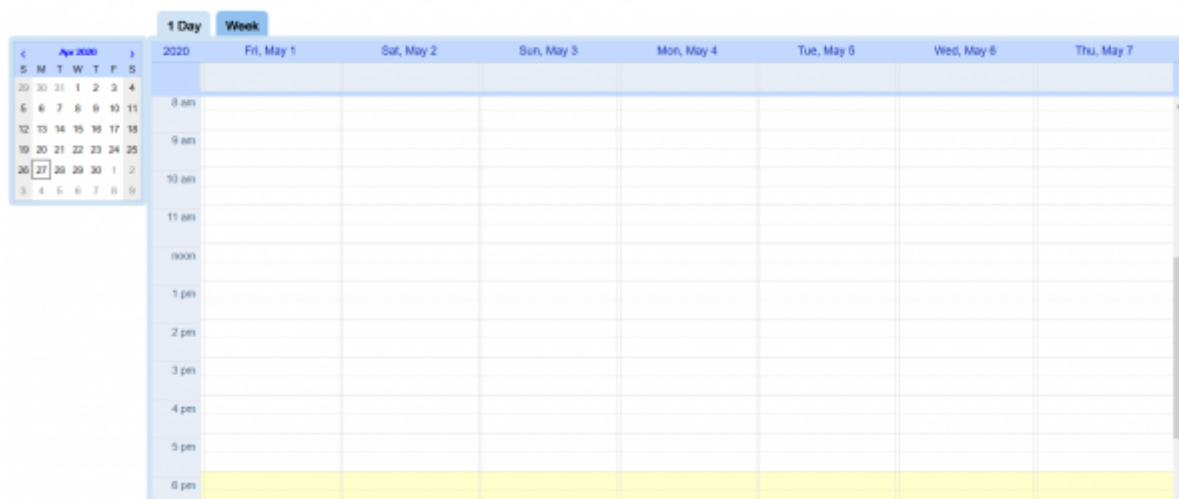 1 Day Week
‹ Apr 2020 ›
S M T W T F S
29 30 31 1 2 3 4
5 6 7 8 9 10 11
12 13 14 15 16 17 18
19 20 21 22 23 24 25
26 27 28 29 30 1 2
3 4 5 6 7 8 9
2020 Fri, May 1 Sat, May 2 Sun, May 3 Mon, May 4 Tue, May 5 Wed, May 6 Thu, May 7
8 am
9 am
10 am
11 am
noon
1 pm
2 pm
3 pm
4 pm
5 pm
6 pm